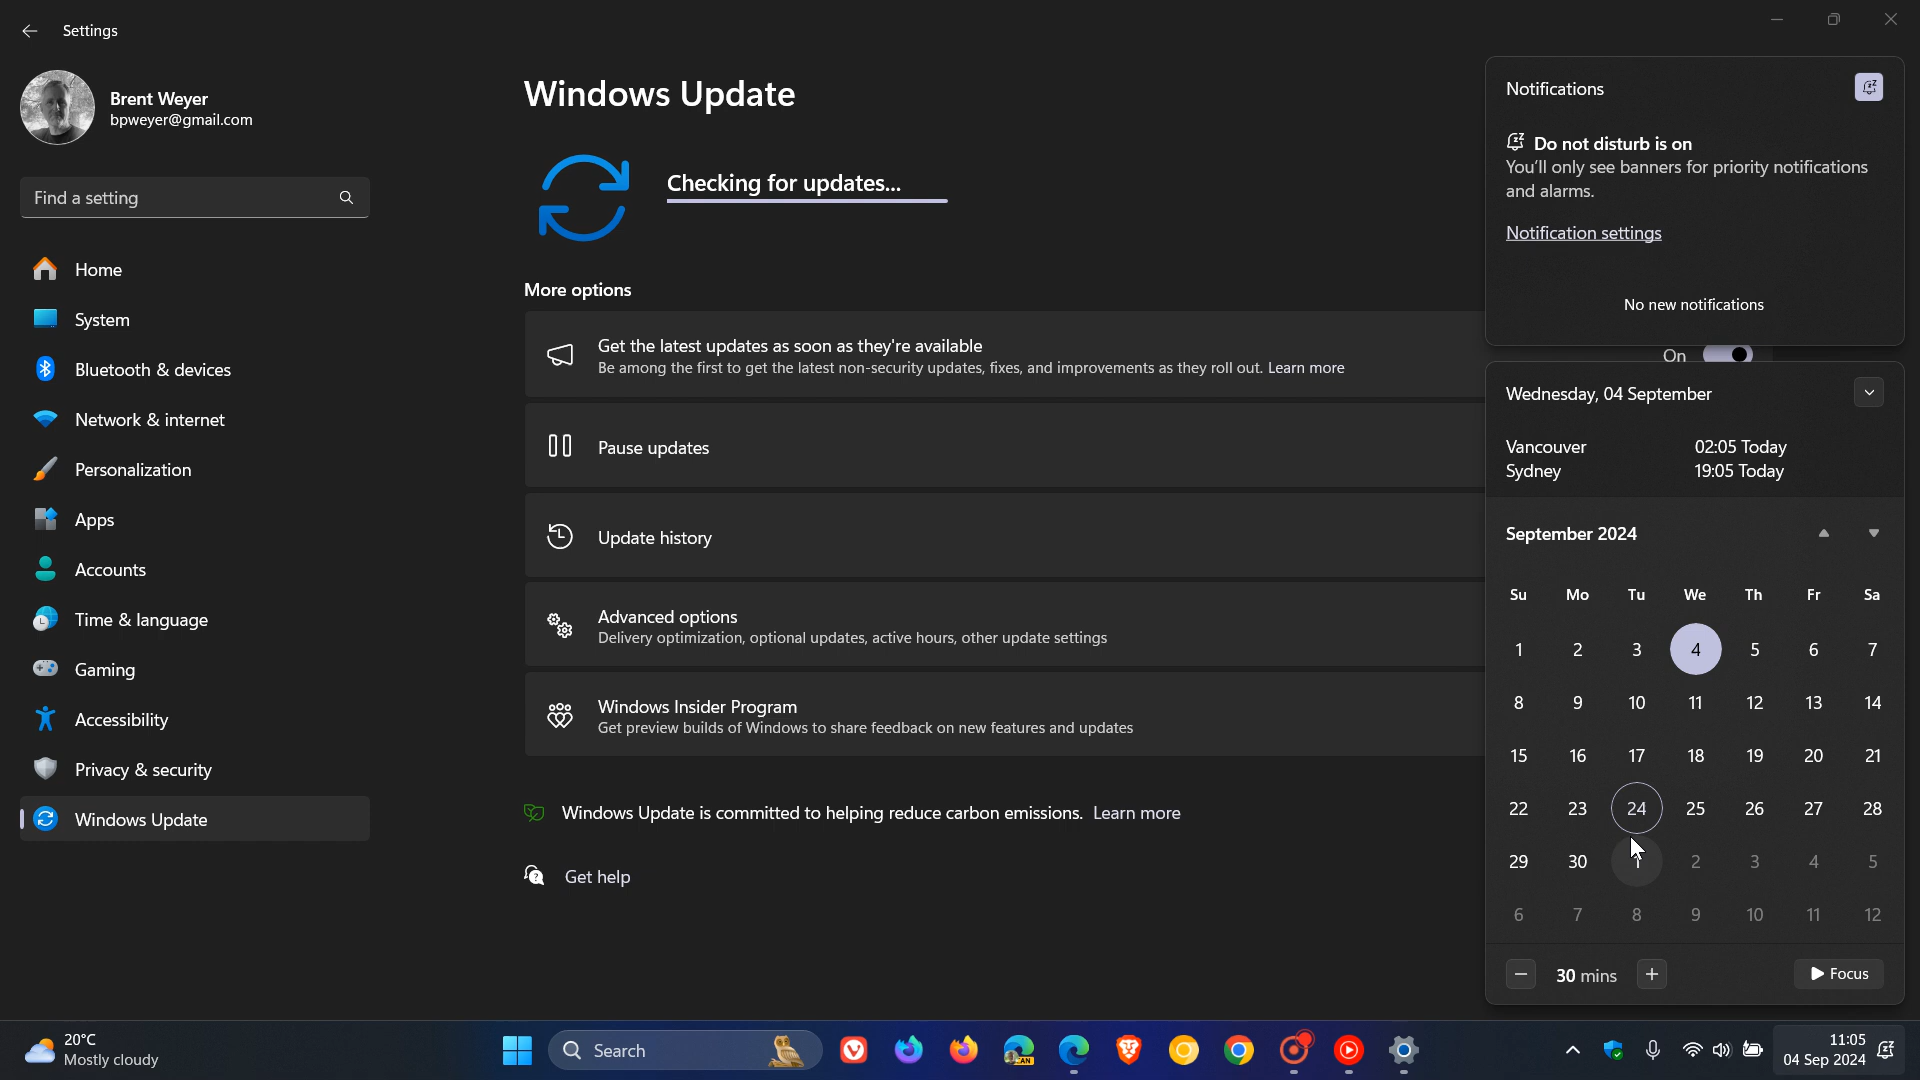 Settings
Brent Weyer
bpweyer@gmail.com
Find a setting
Home
System
Bluetooth & devices
Network & internet
Personalization
Apps
Accounts
Time & language
Gaming
Accessibility
Privacy & security
Windows Update
Windows Update
Checking for updates...
More options
Get the latest updates as soon as they're available
Be among the first to get the latest non-security updates, fixes, and improvements as they roll out. Learn more
On
Pause updates
Update history
Advanced options
Delivery optimization, optional updates, active hours, other update settings
Windows Insider Program
Get preview builds of Windows to share feedback on new features and updates
Windows Update is committed to helping reduce carbon emissions. Learn more
Get help
Notifications
Do not disturb is on
You'll only see banners for priority notifications
and alarms.
Notification settings
No new notifications
Wednesday, 04 September
Vancouver 02:05 Today
Sydney 19:05 Today
September 2024
Su Mo Tu We Th Fr Sa
1 2 3 4 5 6 7
8 9 10 11 12 13 14
15 16 17 18 19 20 21
22 23 24 25 26 27 28
29 30 1 2 3 4 5
6 7 8 9 10 11 12
30 mins
Focus
20°C
Mostly cloudy
Search
CAN
11:05
04 Sep 2024